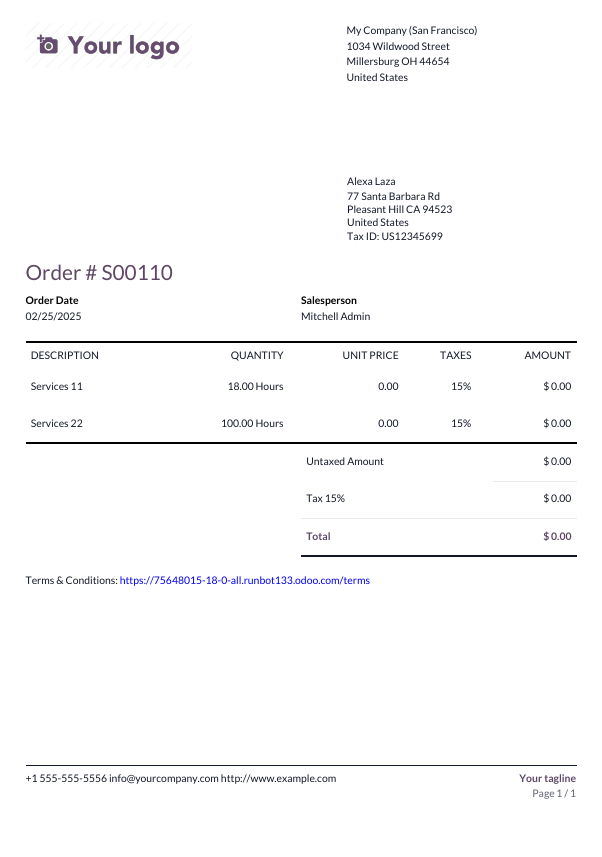 Your logo
My Company (San Francisco)
1034 Wildwood Street
Millersburg OH 44654
United States
Alexa Laza
77 Santa Barbara Rd
Pleasant Hill CA 94523
United States
Tax ID: US12345699
Order # S00110
Order Date Salesperson
02/25/2025 Mitchell Admin
DESCRIPTION QUANTITY UNIT PRICE TAXES AMOUNT
Services 11 18.00 Hours 0.00 15% $ 0.00
Services 22 100.00 Hours 0.00 15% $ 0.00
Untaxed Amount $ 0.00
Tax 15% $ 0.00
Total $ 0.00
Terms & Conditions: https://75648015-18-0-all.runbot133.odoo.com/terms
+1 555-555-5556 info@yourcompany.com http://www.example.com Your tagline
Page 1 / 1